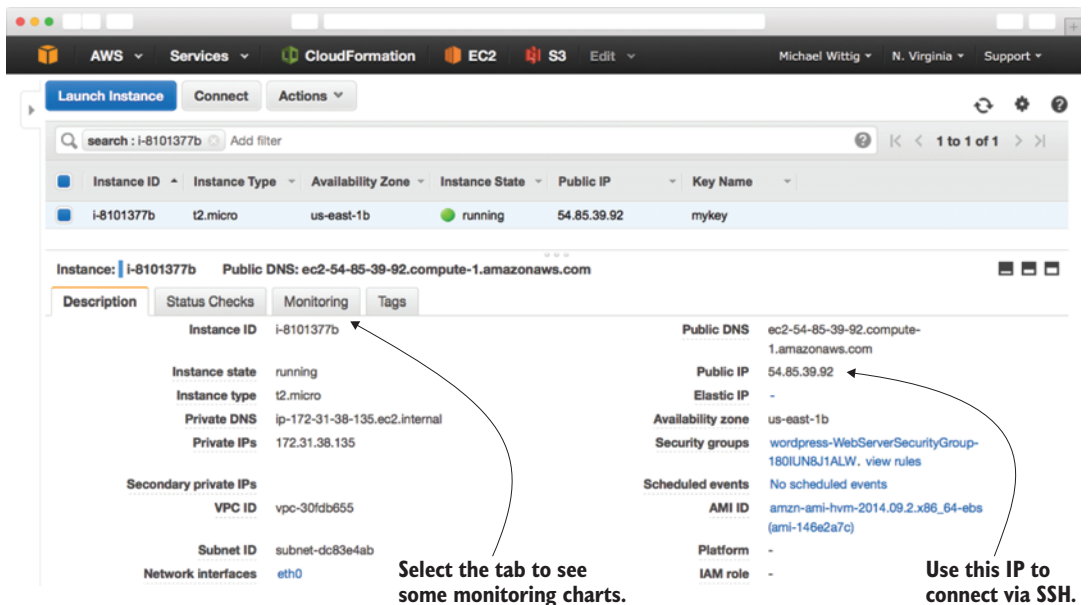 AWS Services CloudFormation EC2 S3 Edit Michael Wittig N. Virginia Support
Launch Instance Connect Actions
search : i-8101377b Add filter 1 to 1 of 1
Instance ID Instance Type Availability Zone Instance State Public IP Key Name
i-8101377b t2.micro us-east-1b running 54.85.39.92 mykey
Instance: i-8101377b Public DNS: ec2-54-85-39-92.compute-1.amazonaws.com
Description Status Checks Monitoring Tags
Instance ID i-8101377b Public DNS ec2-54-85-39-92.compute-
1.amazonaws.com
Instance state running Public IP 54.85.39.92
Instance type t2.micro Elastic IP -
Private DNS ip-172-31-38-135.ec2.internal Availability zone us-east-1b
Private IPs 172.31.38.135 Security groups wordpress-WebServerSecurityGroup-
180IUN8J1ALW. view rules
Secondary private IPs Scheduled events No scheduled events
VPC ID vpc-30fdb655 AMI ID amzn-ami-hvm-2014.09.2.x86_64-ebs
(ami-146e2a7c)
Subnet ID subnet-dc83e4ab Platform -
Network interfaces eth0 IAM role -
Select the tab to see
some monitoring charts.
Use this IP to
connect via SSH.